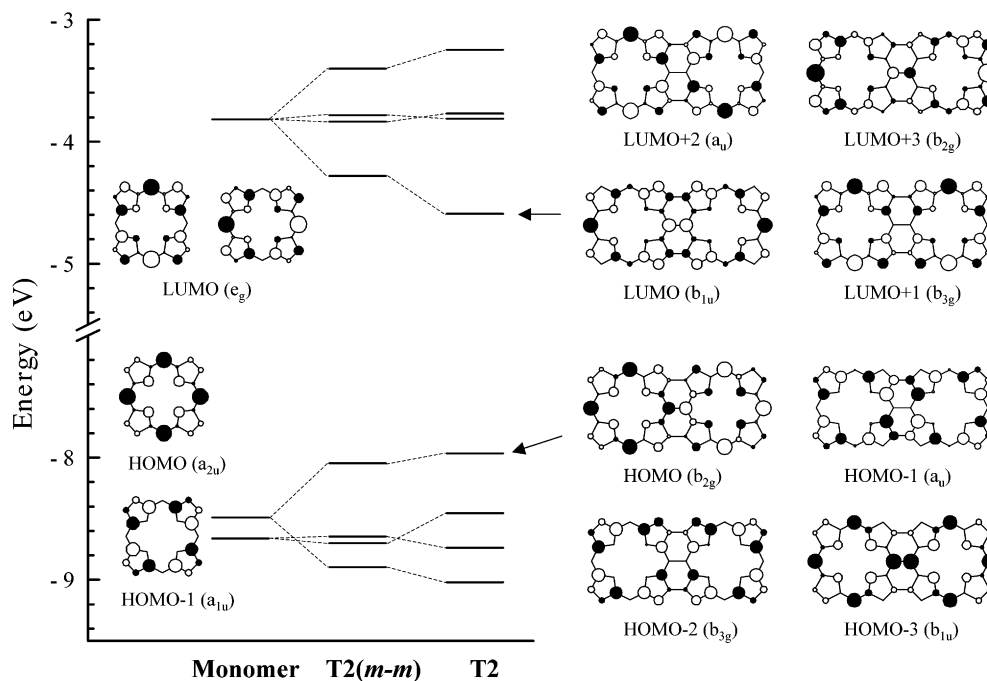 Energy (eV)
- 3
- 4
- 5
- 8
- 9
LUMO (e_g)
HOMO (a_2u)
HOMO-1 (a_1u)
Monomer T2(m-m) T2
LUMO+2 (a_u) LUMO+3 (b_2g)
LUMO (b_1u) LUMO+1 (b_3g)
HOMO (b_2g) HOMO-1 (a_u)
HOMO-2 (b_3g) HOMO-3 (b_1u)